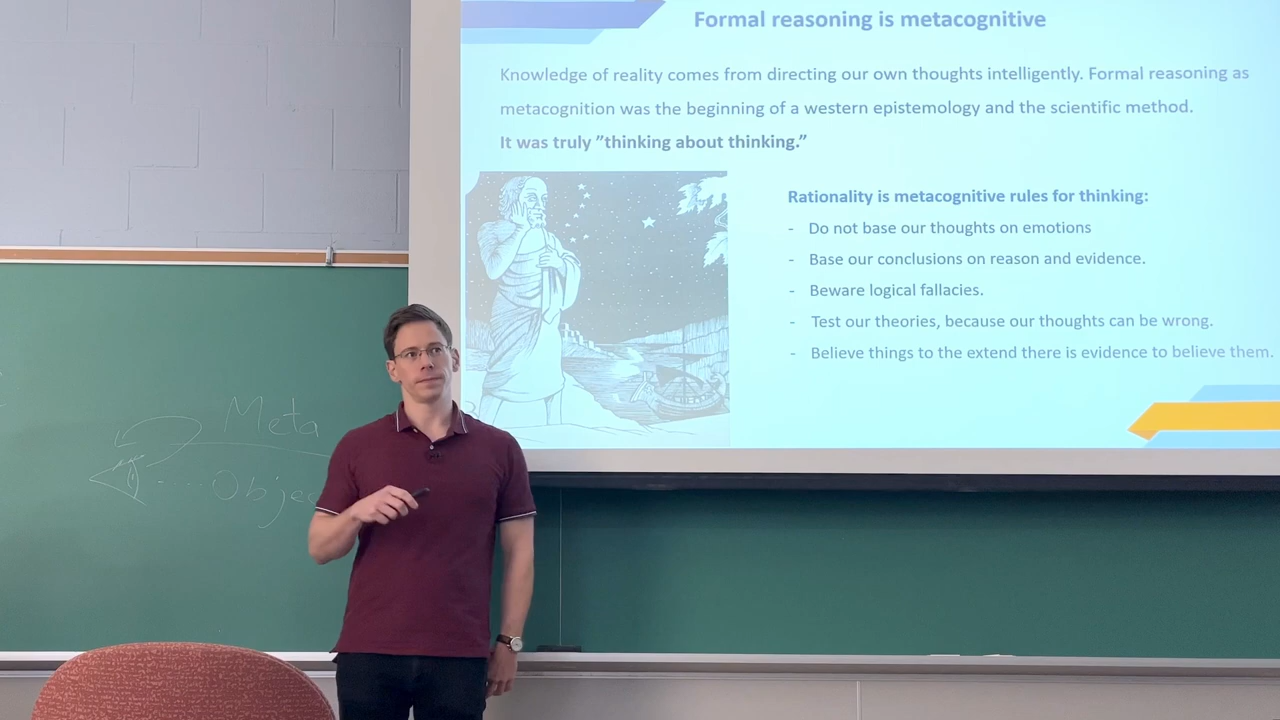 Formal reasoning is metacognitive
Knowledge of reality comes from directing our own thoughts intelligently. Formal reasoning as
metacognition was the beginning of a western epistemology and the scientific method.
It was truly ”thinking about thinking.”
Rationality is metacognitive rules for thinking:
- Do not base our thoughts on emotions
- Base our conclusions on reason and evidence.
- Beware logical fallacies.
- Test our theories, because our thoughts can be wrong.
- Believe things to the extend there is evidence to believe them.
Meta
Objec